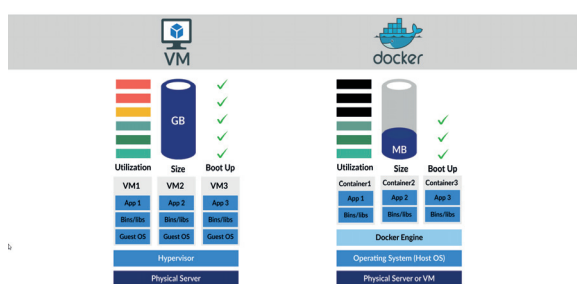 VM
docker
GB
MB
Utilization Size Boot Up
Utilization Size Boot Up
VM1 VM2 VM3
Container1 Container2 Container3
App 1 App 2 App 3
App 1 App 2 App 3
Bins/libs Bins/libs Bins/libs
Bins/libs Bins/libs Bins/libs
Guest OS Guest OS Guest OS
Docker Engine
Hypervisor
Operating System (Host OS)
Physical Server
Physical Server or VM